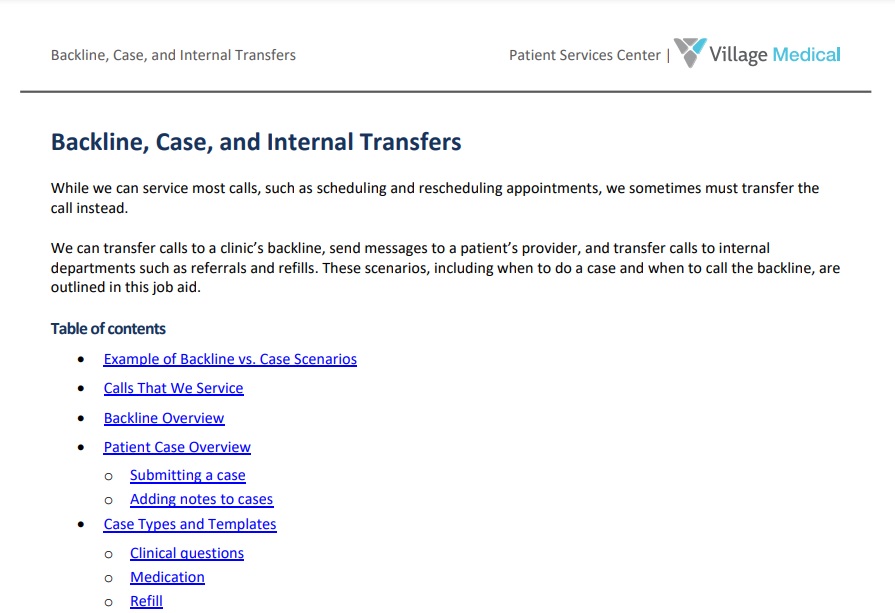 Backline, Case, and Internal Transfers
Patient Services Center | Village Medical
Backline, Case, and Internal Transfers
While we can service most calls, such as scheduling and rescheduling appointments, we sometimes must transfer the
call instead.
We can transfer calls to a clinic’s backline, send messages to a patient’s provider, and transfer calls to internal
departments such as referrals and refills. These scenarios, including when to do a case and when to call the backline, are
outlined in this job aid.
Table of contents
• Example of Backline vs. Case Scenarios
• Calls That We Service
• Backline Overview
• Patient Case Overview
o Submitting a case
o Adding notes to cases
• Case Types and Templates
o Clinical questions
o Medication
o Refill